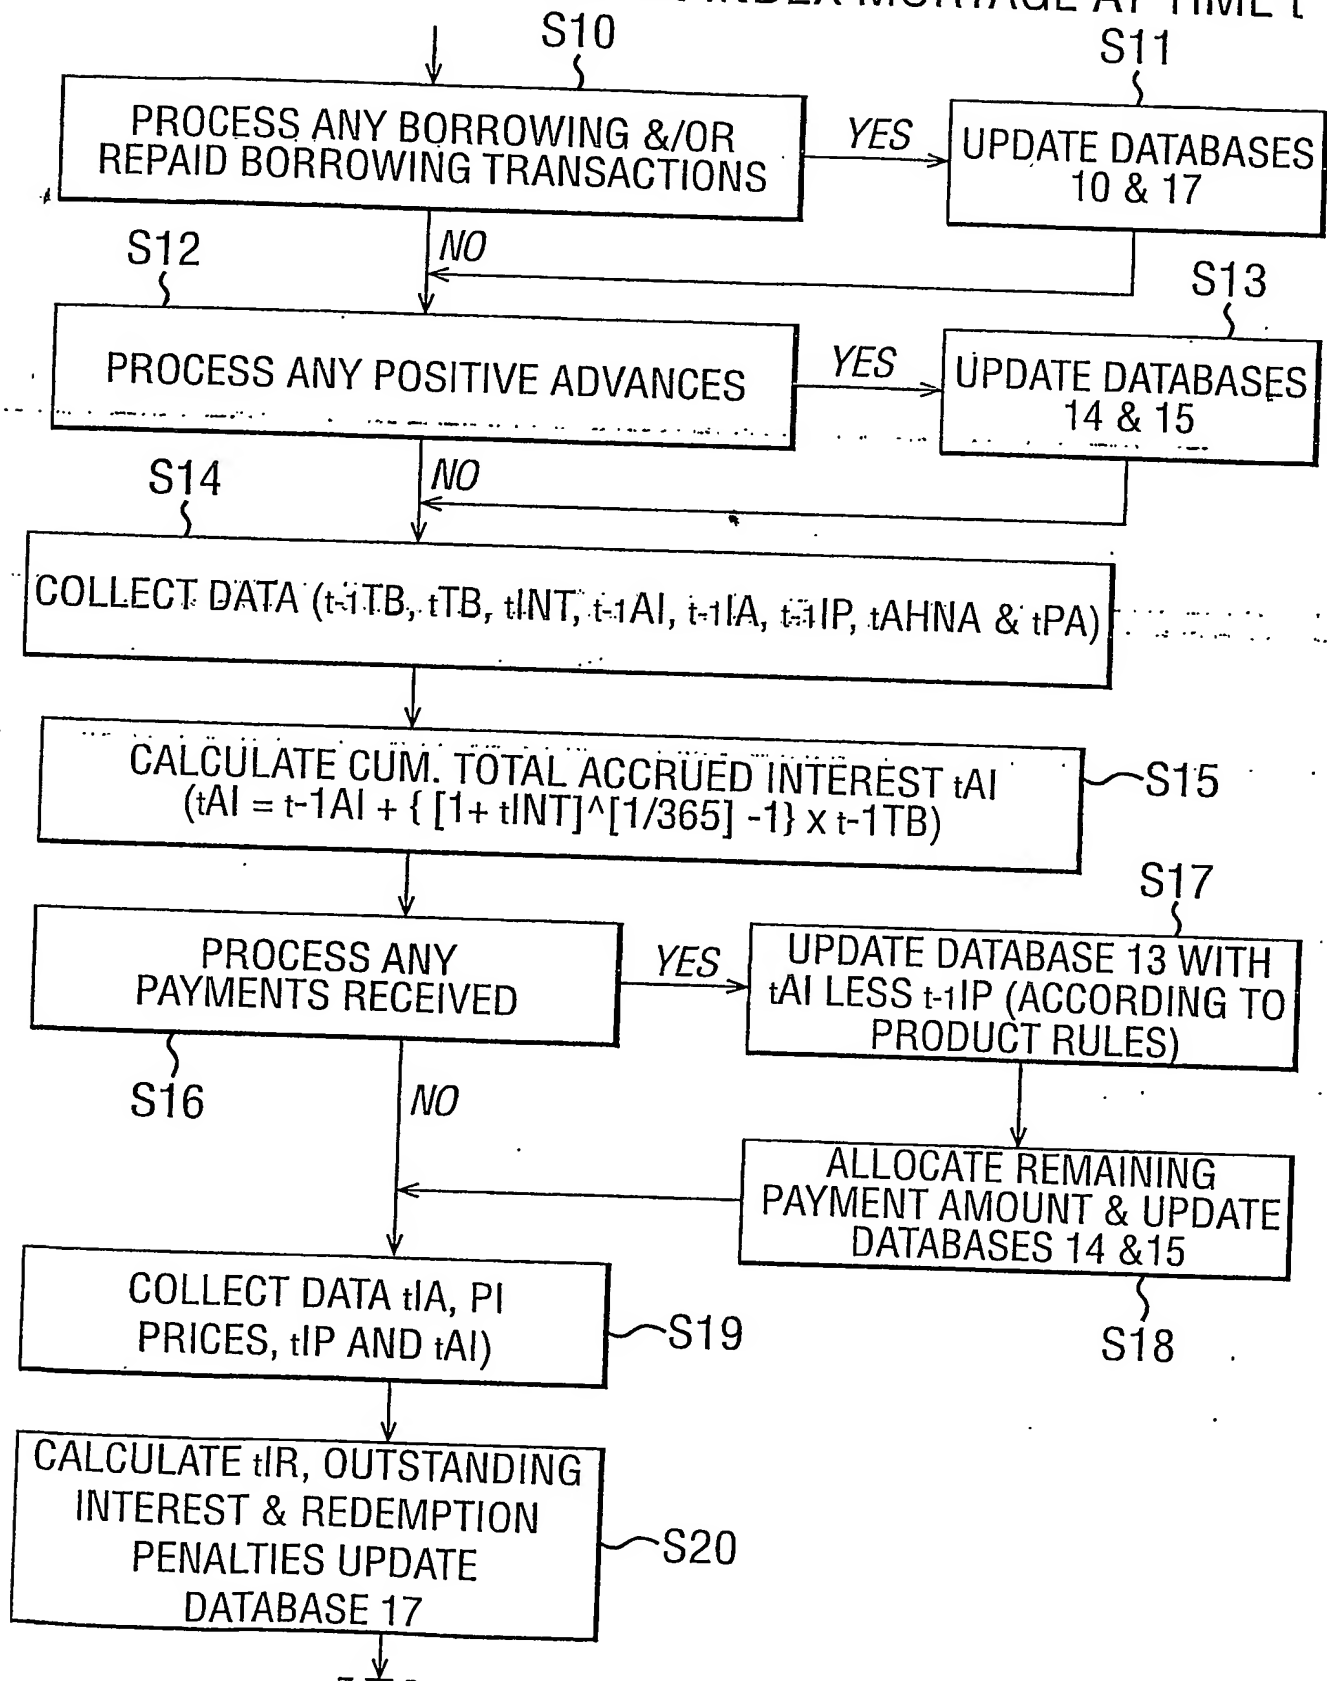 INDEX MORTAGE AT TIME t
S10
S11
PROCESS ANY BORROWING &/OR
REPAID BORROWING TRANSACTIONS
YES
UPDATE DATABASES
10 & 17
NO
S12
S13
PROCESS ANY POSITIVE ADVANCES
YES
UPDATE DATABASES
14 & 15
NO
S14
COLLECT DATA (t-1TB, tTB, tINT, t-1AI, t-1IA, t-1IP, tAHNA & tPA)
CALCULATE CUM. TOTAL ACCRUED INTEREST tAI
(tAI = t-1AI + { [1+ tINT]^[1/365] -1} x t-1TB)
S15
S17
PROCESS ANY
PAYMENTS RECEIVED
YES
UPDATE DATABASE 13 WITH
tAI LESS t-1IP (ACCORDING TO
PRODUCT RULES)
S16
NO
ALLOCATE REMAINING
PAYMENT AMOUNT & UPDATE
DATABASES 14 &15
S18
COLLECT DATA tIA, PI
PRICES, tIP AND tAI)
S19
CALCULATE tIR, OUTSTANDING
INTEREST & REDEMPTION
PENALTIES UPDATE
DATABASE 17
S20